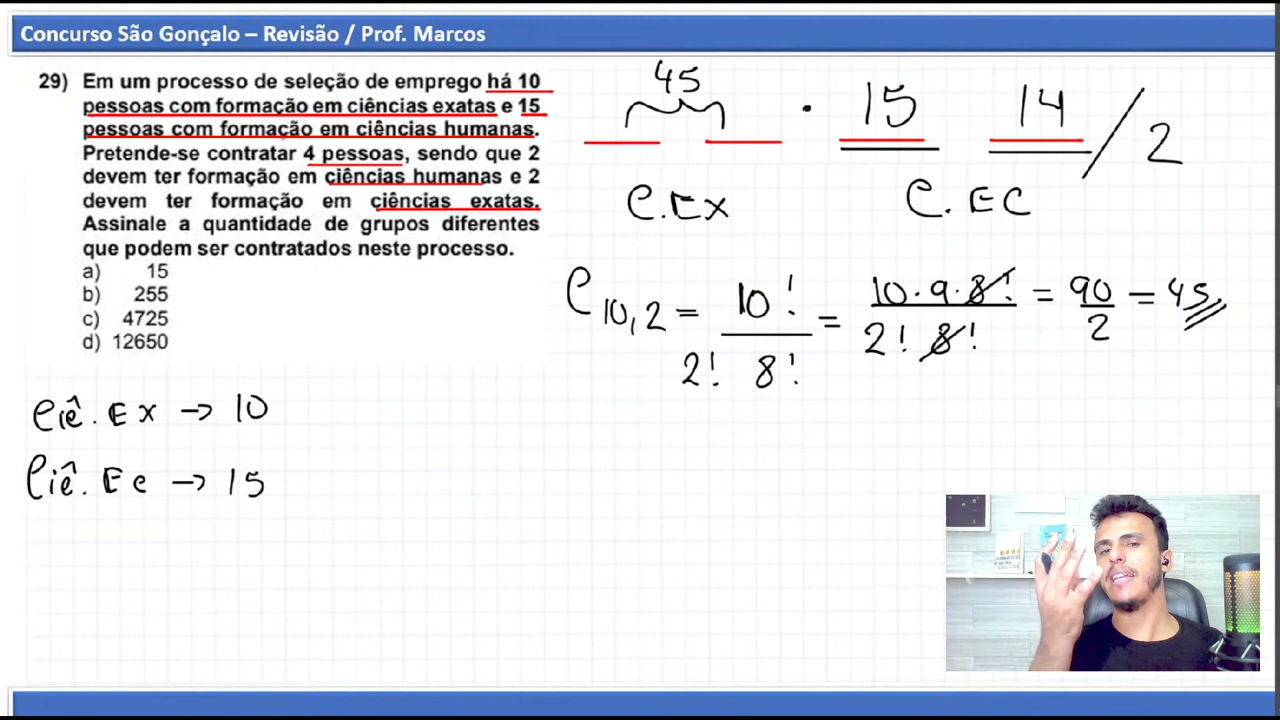 Concurso São Gonçalo – Revisão / Prof. Marcos
29) Em um processo de seleção de emprego há 10
pessoas com formação em ciências exatas e 15
pessoas com formação em ciências humanas.
Pretende-se contratar 4 pessoas, sendo que 2
devem ter formação em ciências humanas e 2
devem ter formação em ciências exatas.
Assinale a quantidade de grupos diferentes
que podem ser contratados neste processo.
a) 15
b) 255
c) 4725
d) 12650
Ciê. Ex → 10
Ciê. Ec → 15
45 · 15 14 / 2
C.Ex C.EC
C 10,2 = 10! / 2! 8! = 10·9·8! / 2! 8! = 90 / 2 = 45